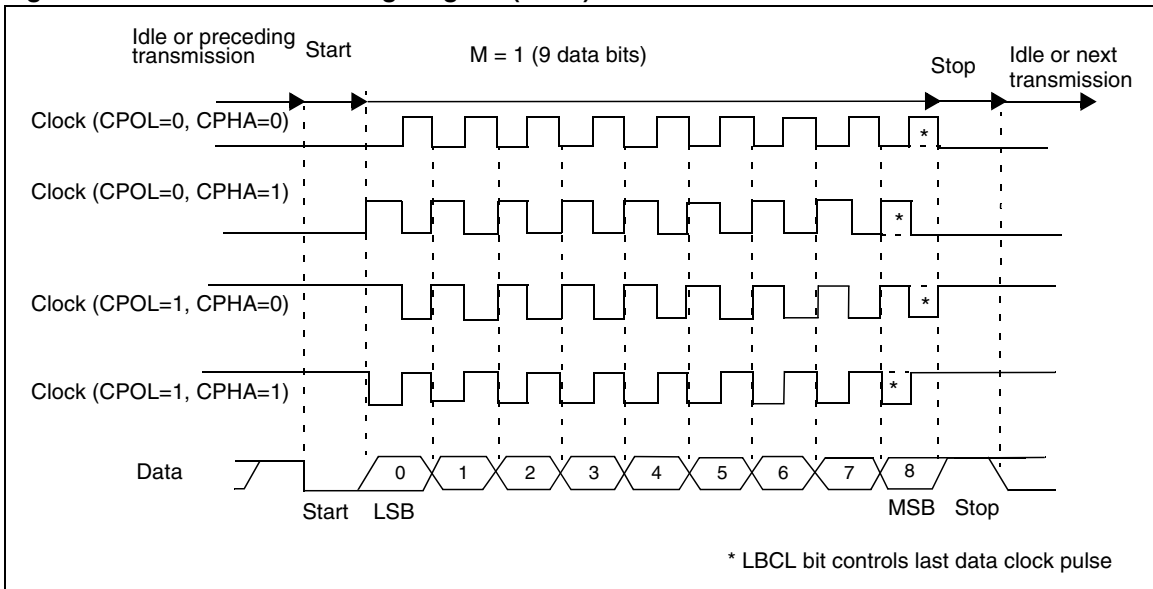 Idle or preceding
transmission
Start
M = 1 (9 data bits)
Stop
Idle or next
transmission
Clock (CPOL=0, CPHA=0)
*
Clock (CPOL=0, CPHA=1)
*
Clock (CPOL=1, CPHA=0)
*
Clock (CPOL=1, CPHA=1)
*
Data
0 1 2 3 4 5 6 7 8
Start LSB MSB Stop
* LBCL bit controls last data clock pulse